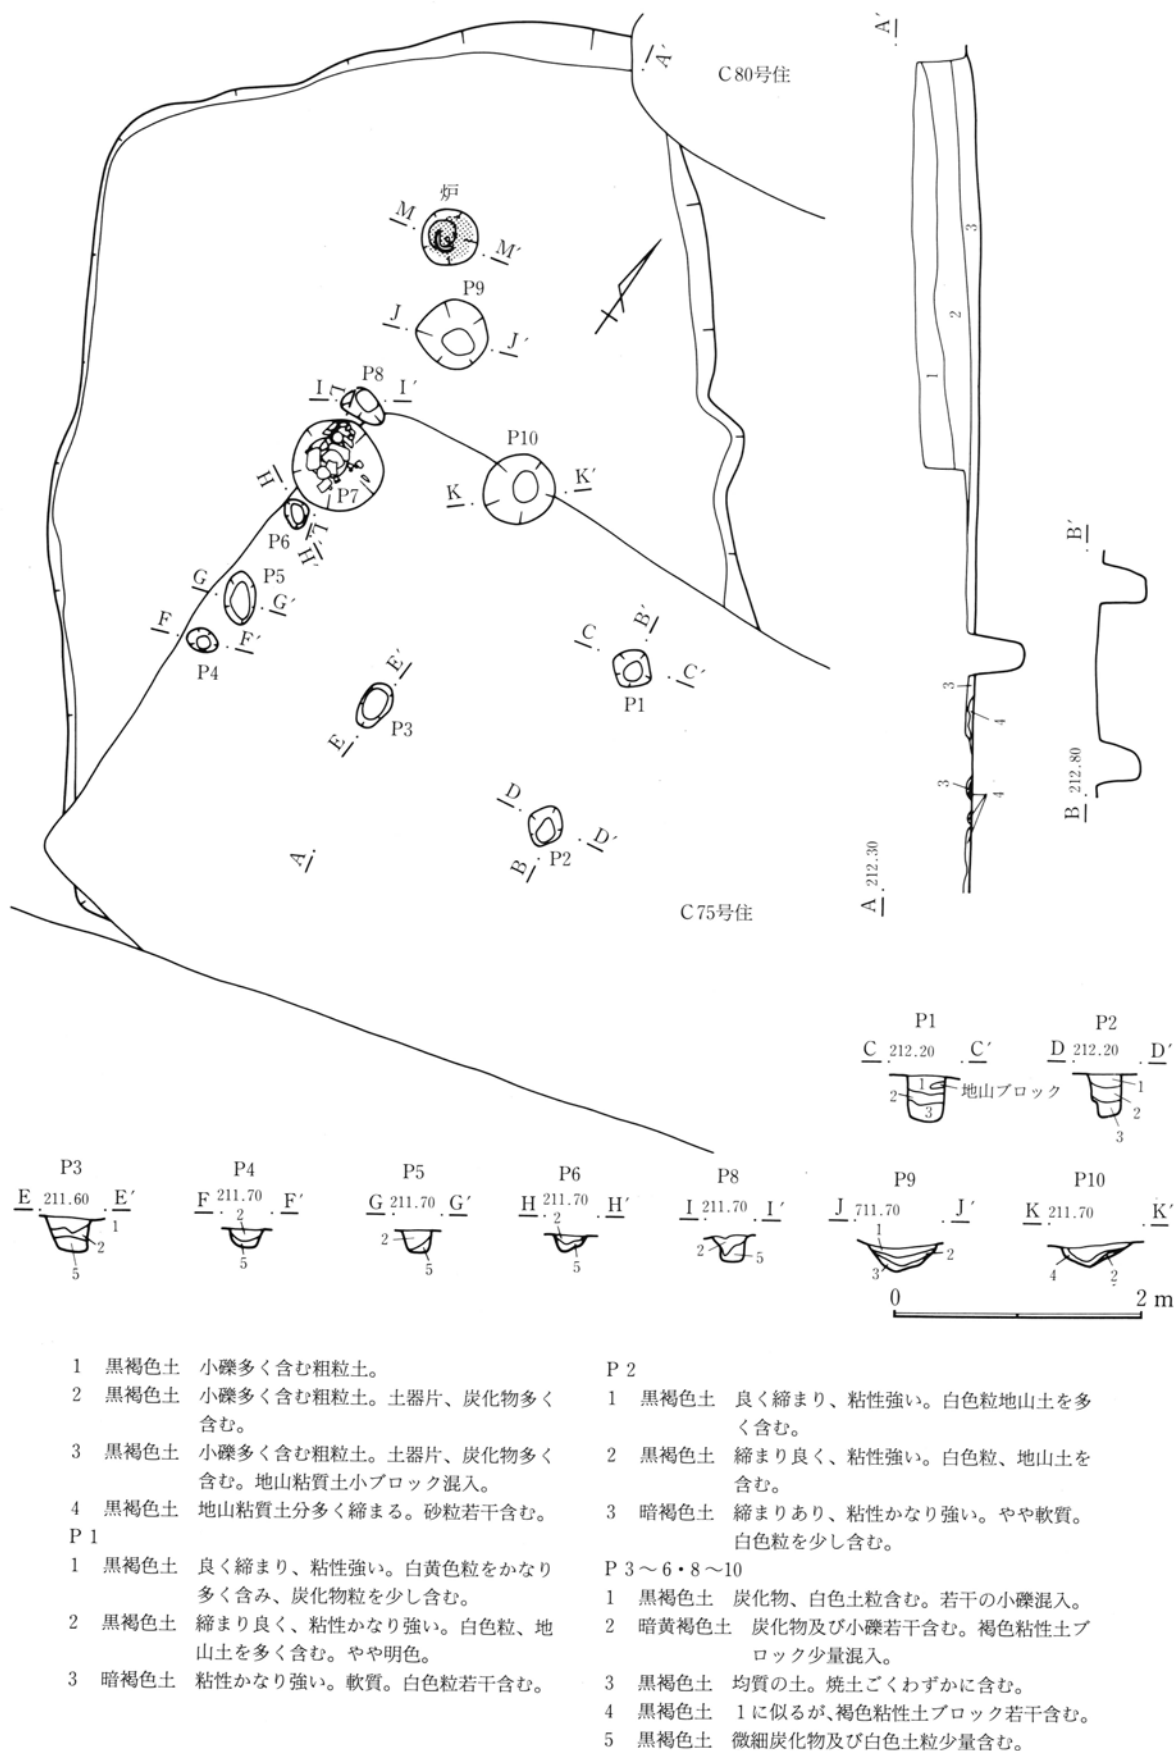 A′
C80号住
A′
炉
M
M′
P9
J
J′
P8
I
L
I′
P10
K
K′
P7
H
P6
L′
H′
G
P5
G′
F
F′
P4
E′
P3
E
C
B′
C′
P1
D
D′
B
P2
A
C75号住
1
2
3
3
4
3
4
A 212.30
B′
B 212.80
P1
C 212.20 C′
1
2
3
地山ブロック
P2
D 212.20 D′
1
2
3
P3
E 211.60 E′
1
2
5
P4
F 211.70 F′
2
5
P5
G 211.70 G′
2
5
P6
H 211.70 H′
2
5
P8
I 211.70 I′
2
5
P9
J 711.70 J′
1
2
3
P10
K 211.70 K′
4
2
0 2 m
1 黒褐色土 小礫多く含む粗粒土。
2 黒褐色土 小礫多く含む粗粒土。土器片、炭化物多く
含む。
3 黒褐色土 小礫多く含む粗粒土。土器片、炭化物多く
含む。地山粘質土小ブロック混入。
4 黒褐色土 地山粘質土分多く締まる。砂粒若干含む。
P 1
1 黒褐色土 良く締まり、粘性強い。白黄色粒をかなり
多く含み、炭化物粒を少し含む。
2 黒褐色土 締まり良く、粘性かなり強い。白色粒、地
山土を多く含む。やや明色。
3 暗褐色土 粘性かなり強い。軟質。白色粒若干含む。
P 2
1 黒褐色土 良く締まり、粘性強い。白色粒地山土を多
く含む。
2 黒褐色土 締まり良く、粘性強い。白色粒、地山土を
含む。
3 暗褐色土 締まりあり、粘性かなり強い。やや軟質。
白色粒を少し含む。
P 3～6・8～10
1 黒褐色土 炭化物、白色土粒含む。若干の小礫混入。
2 暗黄褐色土 炭化物及び小礫若干含む。褐色粘性土ブ
ロック少量混入。
3 黒褐色土 均質の土。焼土ごくわずかに含む。
4 黒褐色土 1に似るが、褐色粘性土ブロック若干含む。
5 黒褐色土 微細炭化物及び白色土粒少量含む。